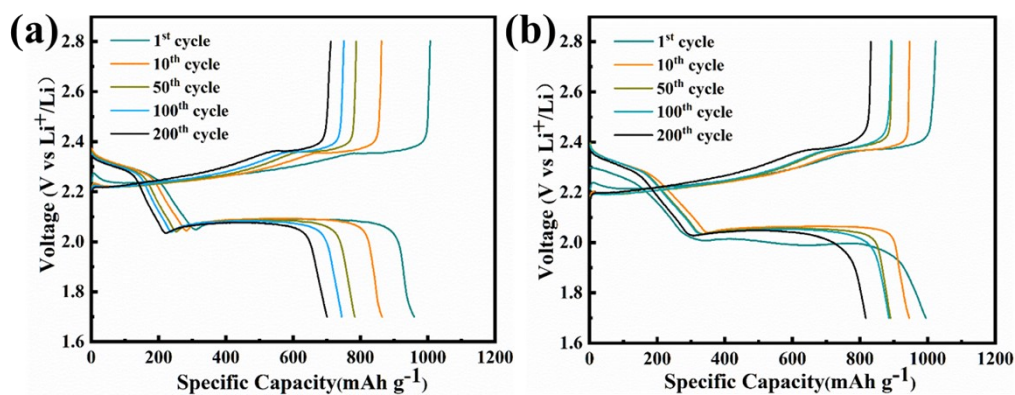 (a)
2.8
2.6
2.4
2.2
2.0
1.8
1.6
Voltage (V vs Li⁺/Li)
1ˢᵗ cycle
10ᵗʰ cycle
50ᵗʰ cycle
100ᵗʰ cycle
200ᵗʰ cycle
0 200 400 600 800 1000 1200
Specific Capacity(mAh g⁻¹)
(b)
2.8
2.6
2.4
2.2
2.0
1.8
1.6
Voltage (V vs Li⁺/Li)
1ˢᵗ cycle
10ᵗʰ cycle
50ᵗʰ cycle
100ᵗʰ cycle
200ᵗʰ cycle
0 200 400 600 800 1000 1200
Specific Capacity(mAh g⁻¹)